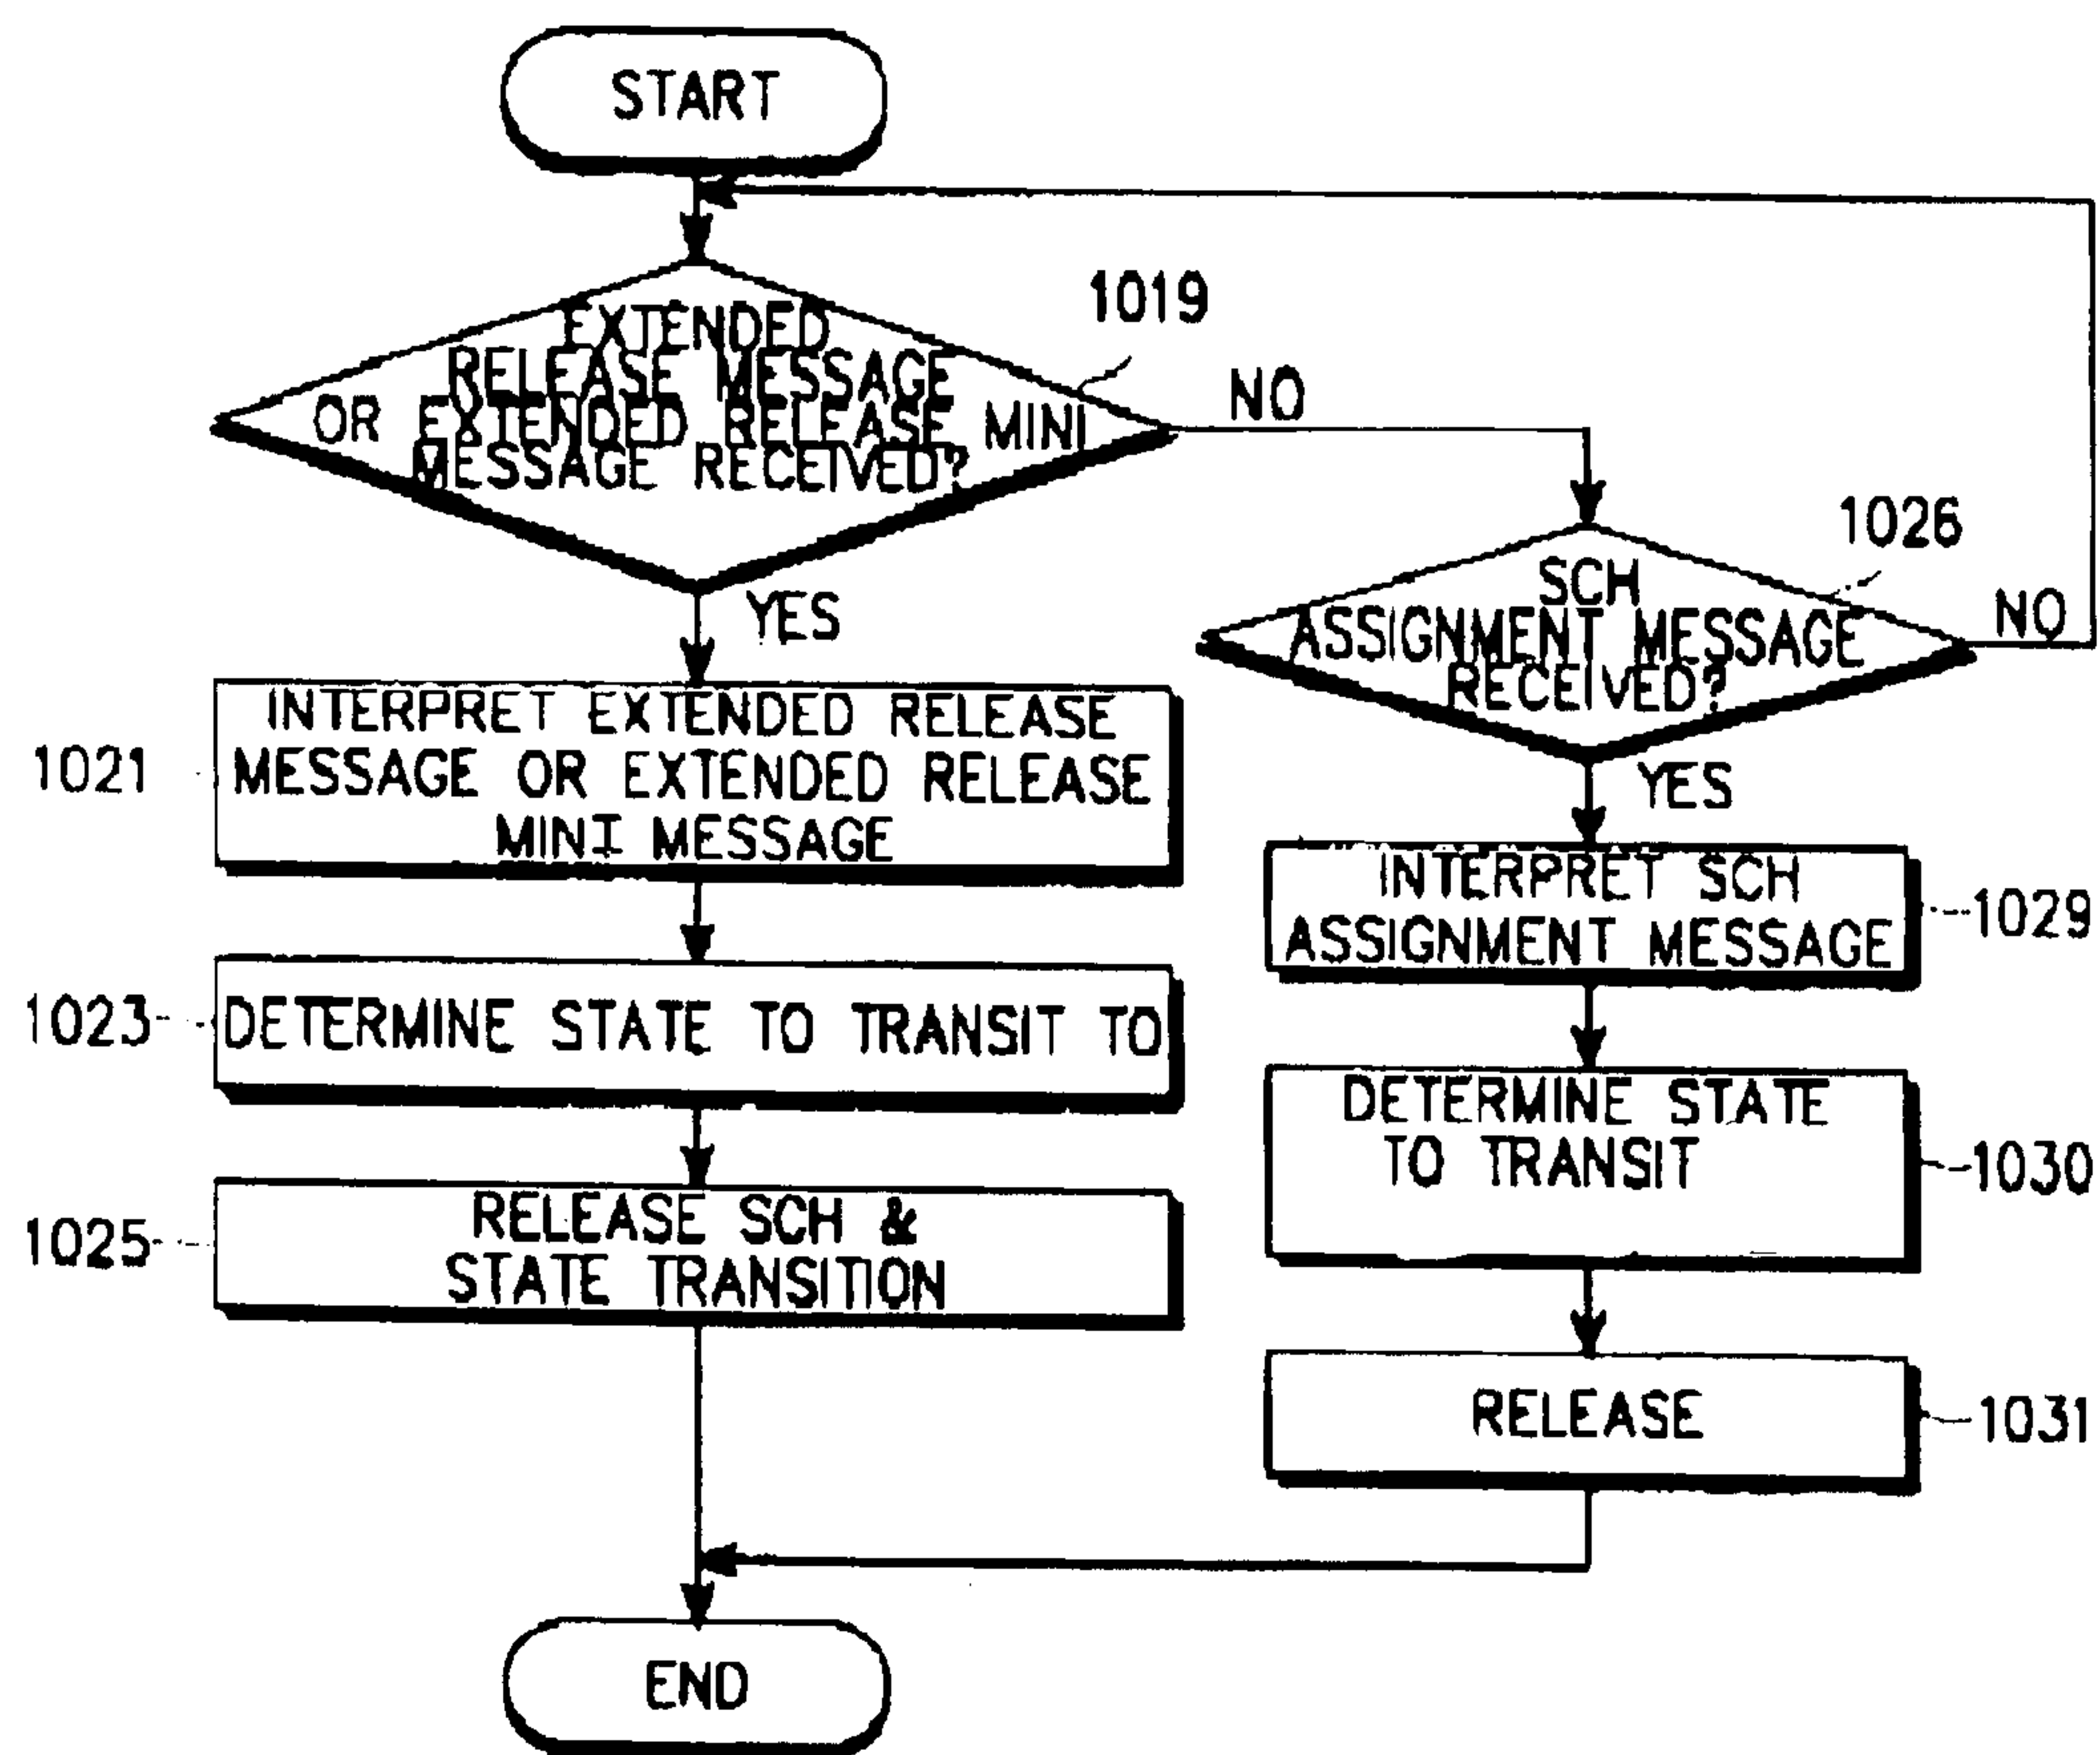 START
1019
EXTENDED
RELEASE MESSAGE
OR EXTENDED RELEASE MINI
MESSAGE RECEIVED?
NO
YES
1026
SCH
ASSIGNMENT MESSAGE
RECEIVED?
NO
YES
1021
INTERPRET EXTENDED RELEASE
MESSAGE OR EXTENDED RELEASE
MINI MESSAGE
INTERPRET SCH
ASSIGNMENT MESSAGE
1029
1023
DETERMINE STATE TO TRANSIT TO
DETERMINE STATE
TO TRANSIT
1030
1025
RELEASE SCH &
STATE TRANSITION
RELEASE
1031
END